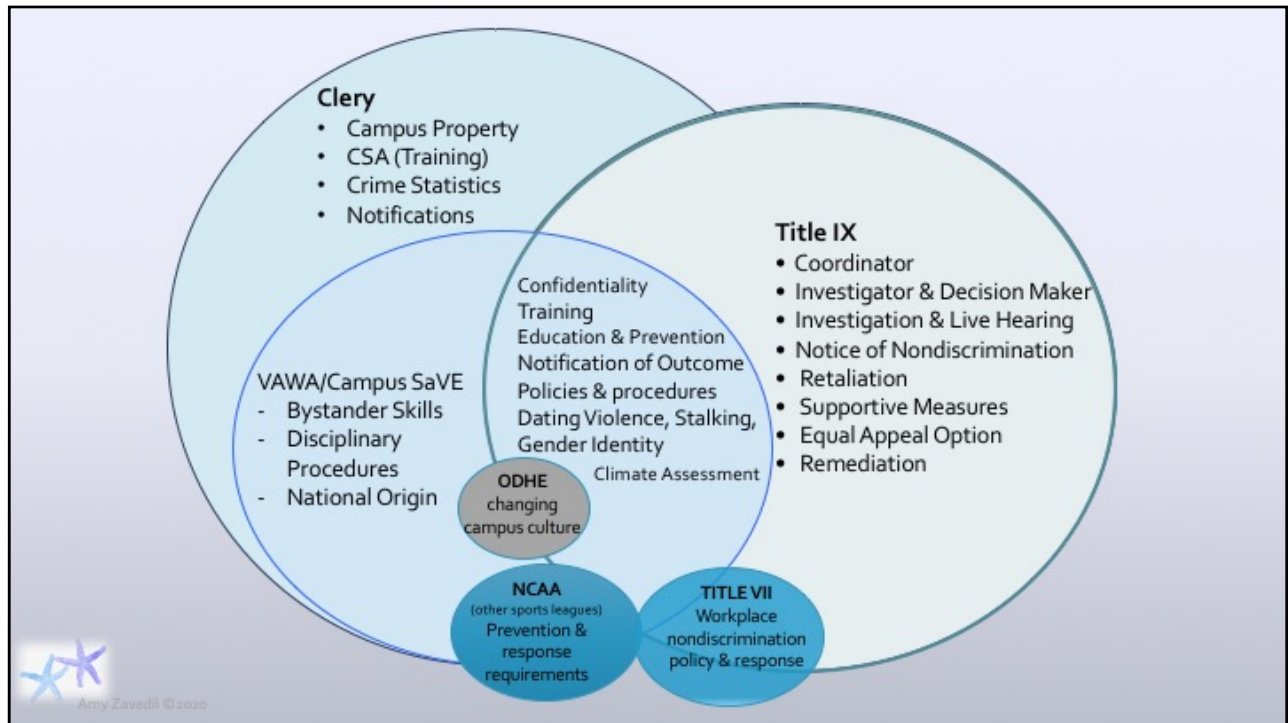 Clery
• Campus Property
• CSA (Training)
• Crime Statistics
• Notifications
VAWA/Campus SaVE
- Bystander Skills
- Disciplinary
Procedures
- National Origin
Confidentiality
Training
Education & Prevention
Notification of Outcome
Policies & procedures
Dating Violence, Stalking,
Gender Identity
Climate Assessment
Title IX
• Coordinator
• Investigator & Decision Maker
• Investigation & Live Hearing
• Notice of Nondiscrimination
• Retaliation
• Supportive Measures
• Equal Appeal Option
• Remediation
ODHE
changing
campus culture
NCAA
(other sports leagues)
Prevention &
response
requirements
TITLE VII
Workplace
nondiscrimination
policy & response
Amy Zavadil ©2020